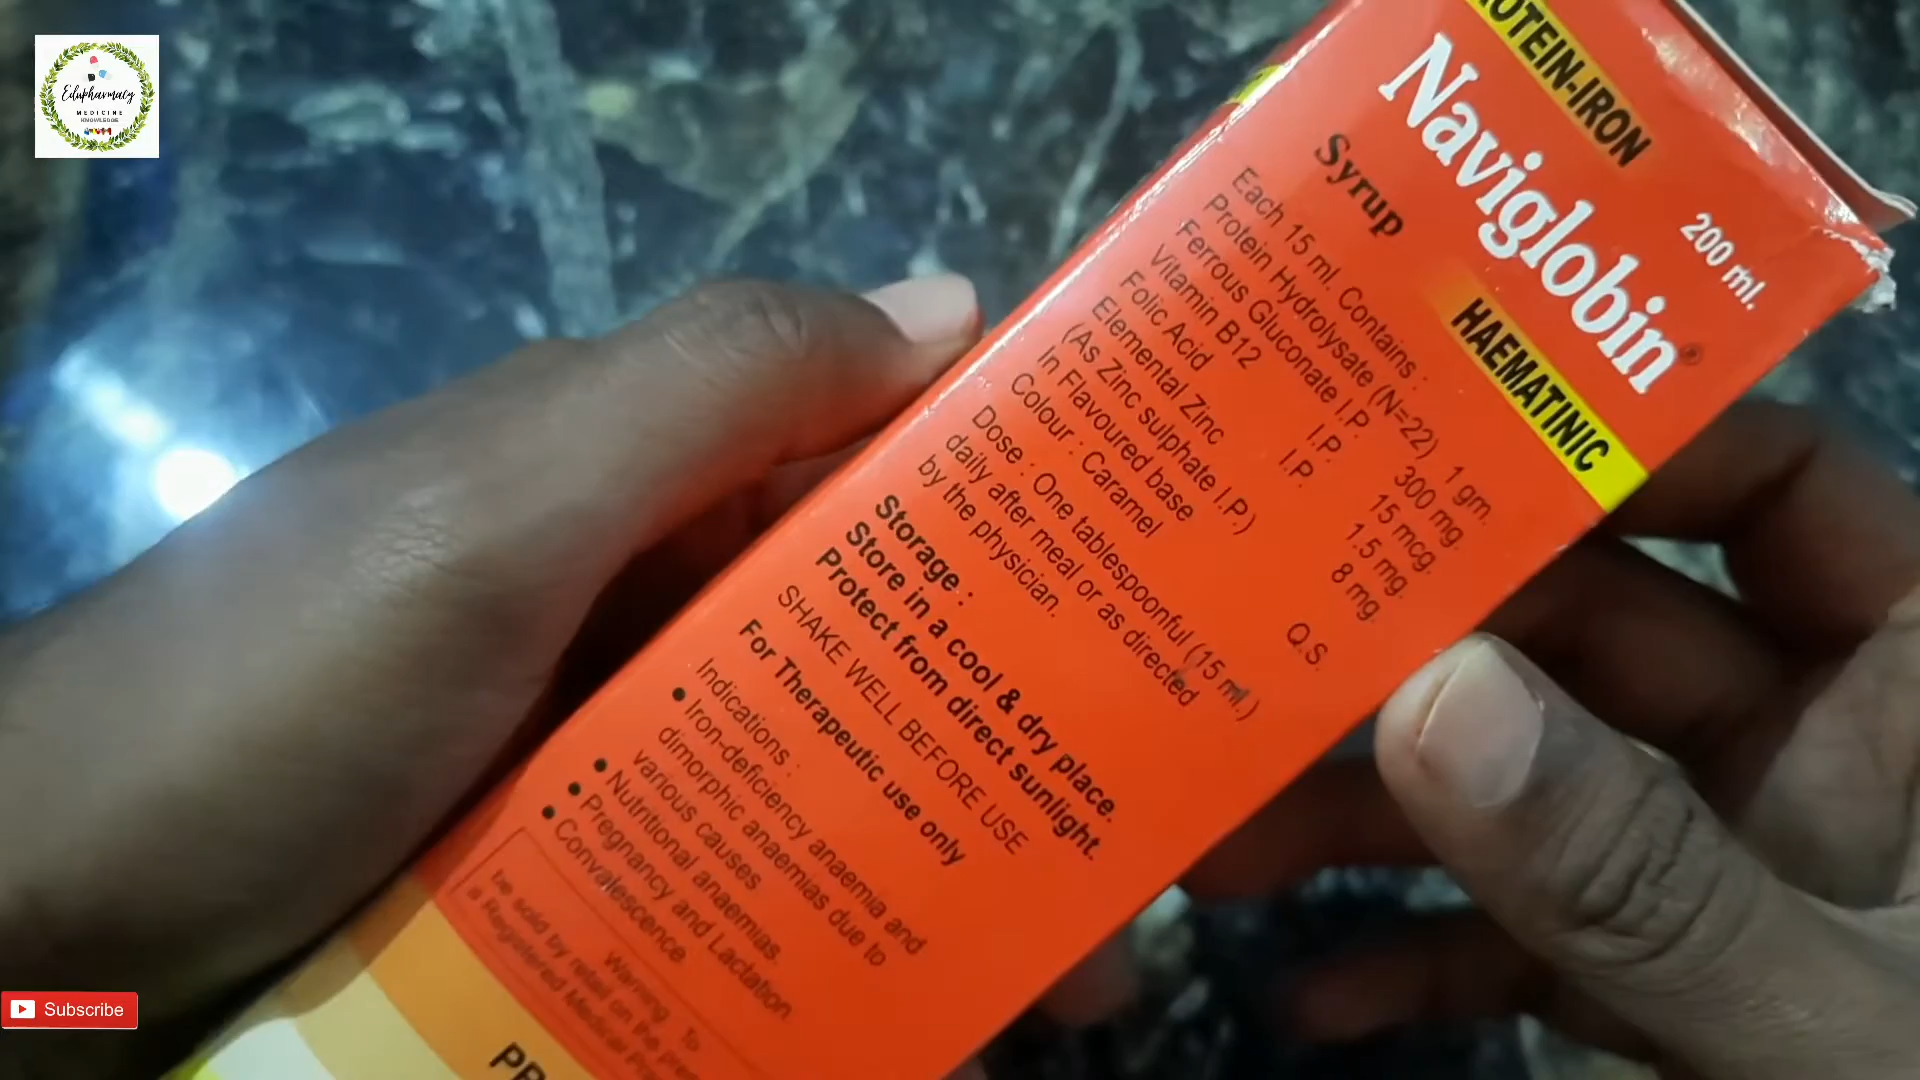 Edupharmacy
MEDICINE
KNOWLEDGE
OTEIN-IRON
Naviglobin®
200 ml.
HAEMATINIC
Syrup
Each 15 ml. Contains :
Protein Hydrolysate (N=22) 1 gm.
Ferrous Gluconate I.P. 300 mg.
Vitamin B12 I.P. 15 mcg.
Folic Acid I.P. 1.5 mg.
Elemental Zinc 8 mg.
(As Zinc sulphate I.P.)
In Flavoured base Q.S.
Colour : Caramel
Dose : One tablespoonful (15 ml.)
daily after meal or as directed
by the physician.
Storage :
Store in a cool & dry place.
Protect from direct sunlight.
SHAKE WELL BEFORE USE
For Therapeutic use only
Indications :
• Iron-deficiency anaemia and
dimorphic anaemias due to
various causes.
• Nutritional anaemias.
• Pregnancy and Lactation
• Convalescence
Warning To
be sold by retail on the
a Registered Medical
Subscribe